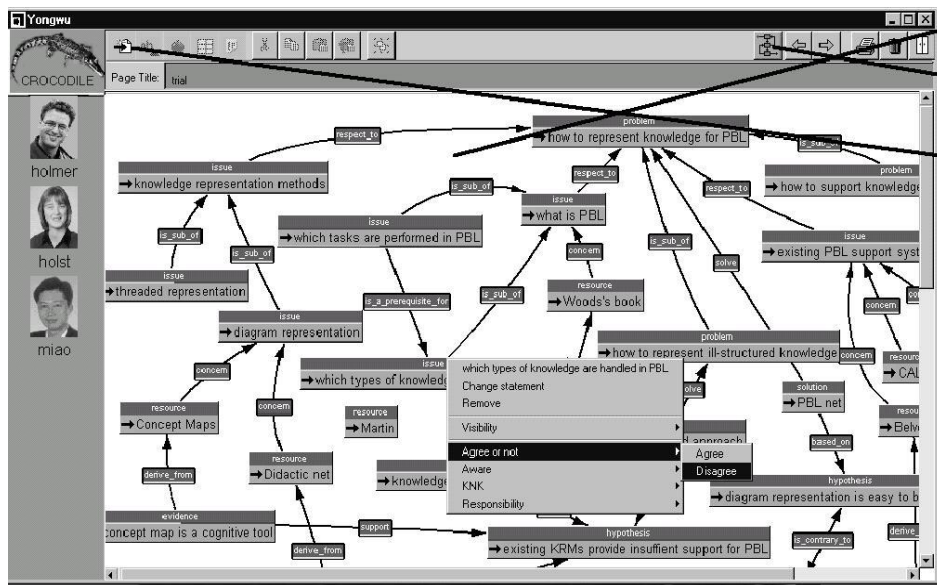 Yongwu
CROCODILE
Page Title:
trial
holmer
holst
miao
problem
how to represent knowledge for PBL
respect_to
is_sub_of
issue
knowledge representation methods
problem
how to support knowledge
respect_to
is_sub_of
respect_to
issue
what is PBL
issue
which tasks are performed in PBL
issue
existing PBL support syst
is_sub_of
is_sub_of
is_sub_of
concern
solve
issue
threaded representation
resource
Woods's book
is_sub_of
is_a_prerequisite_for
concern
issue
diagram representation
problem
how to represent ill-structured knowledge
concern
resourc
CAL
issue
which types of knowledg
concern
which types of knowledge are handled in PBL
Change statement
Remove
Visibility
Agree or not
Aware
KNK
Responsibility
Agree
Disagree
olve
solution
PBL net
resource
Concept Maps
concern
resource
Martin
resou
Belv
d approach
based_on
resource
Didactic net
knowledge
derive_from
hypothesis
diagram representation is easy to b
evidence
concept map is a cognitive tool
support
hypothesis
existing KRMs provide insuffient support for PBL
derive_from
is_contrary_to
derive_